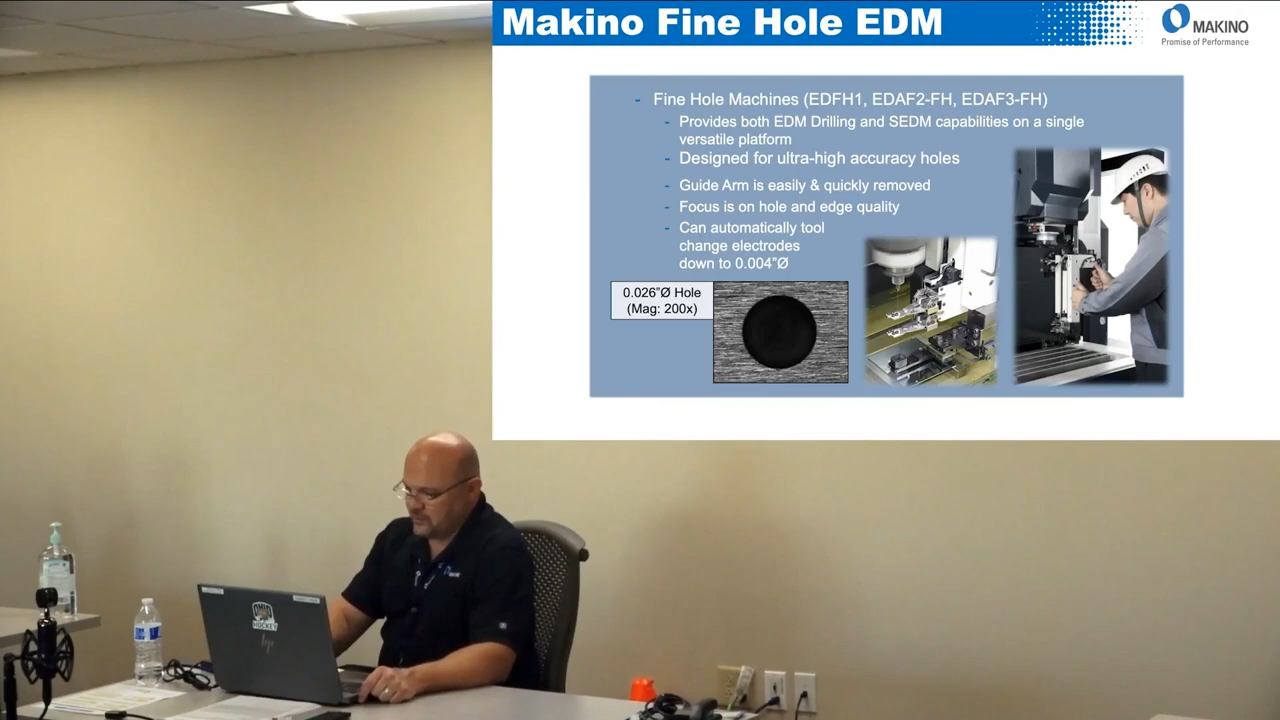 Makino Fine Hole EDM
MAKINO
Promise of Performance
- Fine Hole Machines (EDFH1, EDAF2-FH, EDAF3-FH)
- Provides both EDM Drilling and SEDM capabilities on a single
versatile platform
- Designed for ultra-high accuracy holes
- Guide Arm is easily & quickly removed
- Focus is on hole and edge quality
- Can automatically tool
change electrodes
down to 0.004”Ø
0.026”Ø Hole
(Mag: 200x)
OHIO
HOCKEY
hp